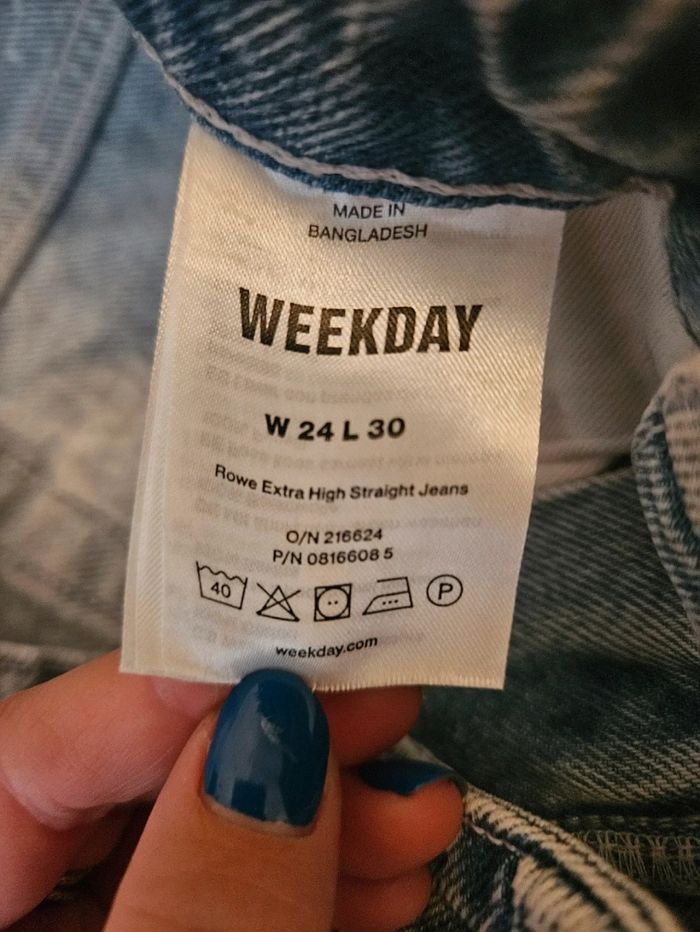 MADE IN
BANGLADESH
WEEKDAY
W 24 L 30
Rowe Extra High Straight Jeans
O/N 216624
P/N 0816608 5
40 P
weekday.com